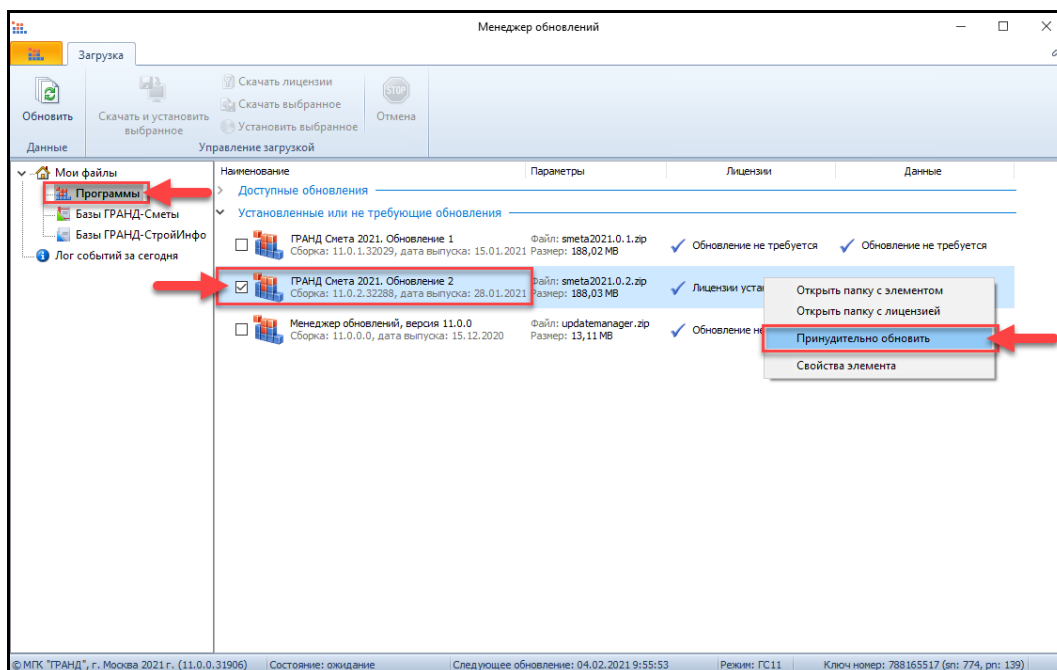 Менеджер обновлений
Загрузка
Обновить
Скачать и установить
выбранное
Скачать лицензии
Скачать выбранное
Установить выбранное
STOP
Отмена
Данные
Управление загрузкой
Мои файлы
Программы
Базы ГРАНД-Сметы
Базы ГРАНД-СтройИнфо
Лог событий за сегодня
Наименование Параметры Лицензии Данные
Доступные обновления
Установленные или не требующие обновления
ГРАНД Смета 2021. Обновление 1 Файл: smeta2021.0.1.zip
Сборка: 11.0.1.32029, дата выпуска: 15.01.2021 Размер: 188,02 MB
Обновление не требуется Обновление не требуется
ГРАНД Смета 2021. Обновление 2 Файл: smeta2021.0.2.zip
Сборка: 11.0.2.32288, дата выпуска: 28.01.2021 Размер: 188,03 MB
Лицензии уста
Менеджер обновлений, версия 11.0.0 Файл: updatemanager.zip
Сборка: 11.0.0.0, дата выпуска: 15.12.2020 Размер: 13,11 MB
Обновление не
Открыть папку с элементом
Открыть папку с лицензией
Принудительно обновить
Свойства элемента
© МГК "ГРАНД", г. Москва 2021 г. (11.0.0.31906) Состояние: ожидание Следующее обновление: 04.02.2021 9:55:53 Режим: ГС11 Ключ номер: 788165517 (sn: 774, pn: 139)